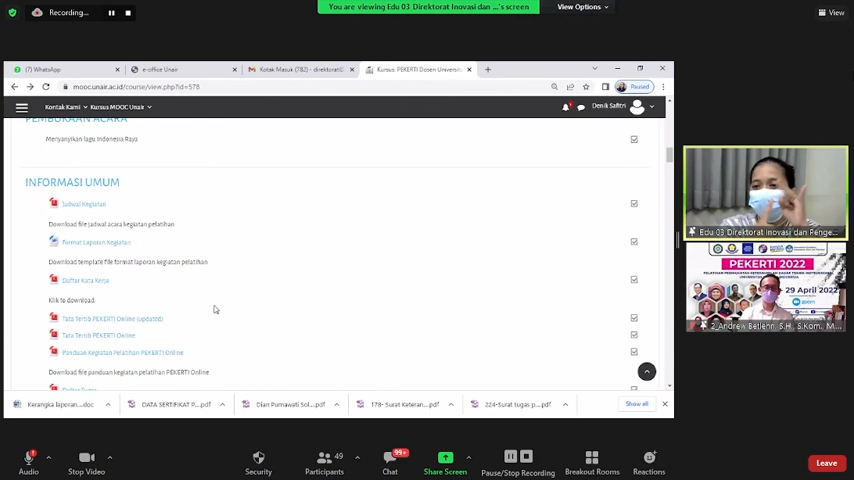 Recording...
You are viewing Edu 03 Direktorat Inovasi dan ...'s screen
View Options
View
(7) WhatsApp
e-office Unair
Kotak Masuk (782) - direktorat@
Kursus: PEKERTI Dosen Universit
mooc.unair.ac.id/course/view.php?id=578
Paused
Kontak Kami
Kursus MOOC Unair
Denik Safitri
PEMBUKAAN ACARA
Menyanyikan lagu Indonesia Raya
INFORMASI UMUM
Jadwal Kegiatan
Download file jadwal acara kegiatan pelatihan
Format Laporan Kegiatan
Download template file format laporan kegiatan pelatihan
Daftar Kata Kerja
Klik to download
Tata Tertib PEKERTI Online (updated)
Tata Tertib PEKERTI Online
Panduan Kegiatan Pelatihan PEKERTI Online
Download file panduan kegiatan pelatihan PEKERTI Online
Kerangka laporan....doc
DATA SERTIFIKAT P....pdf
Dian Purnawati Sol....pdf
178- Surat Keteran....pdf
224-Surat tugas p....pdf
Show all
Edu 03 Direktorat Inovasi dan Penge...
PEKERTI 2022
29 April 2022
zoom
2_Andrew Betlehn, S.H., S.Kom., M....
Audio
Stop Video
Security
49
Participants
99+
Chat
Share Screen
Pause/Stop Recording
Breakout Rooms
Reactions
Leave